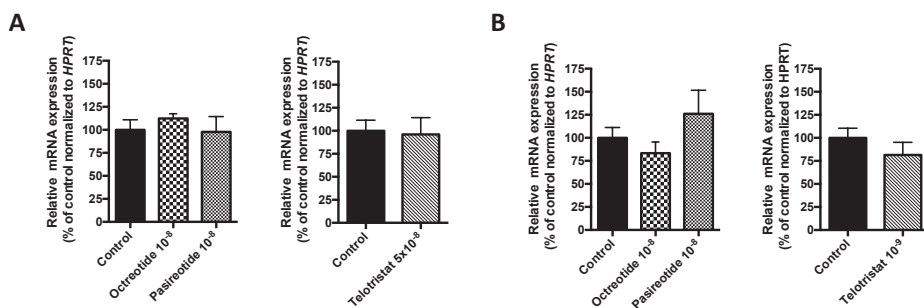 A
B
Relative mRNA expression
(% of control normalized to HPRT)
175
150
125
100
75
50
25
0
Control
Octreotide 10-8
Pasireotide 10-8
Relative mRNA expression
(% of control normalized to HPRT)
175
150
125
100
75
50
25
0
Control
Telotristat 5x10-8
Relative mRNA expression
(% of control normalized to HPRT)
175
150
125
100
75
50
25
0
Control
Octreotide 10-8
Pasireotide 10-8
Relative mRNA expression
(% of control normalized to HPRT)
175
150
125
100
75
50
25
0
Control
Telotristat 10-9